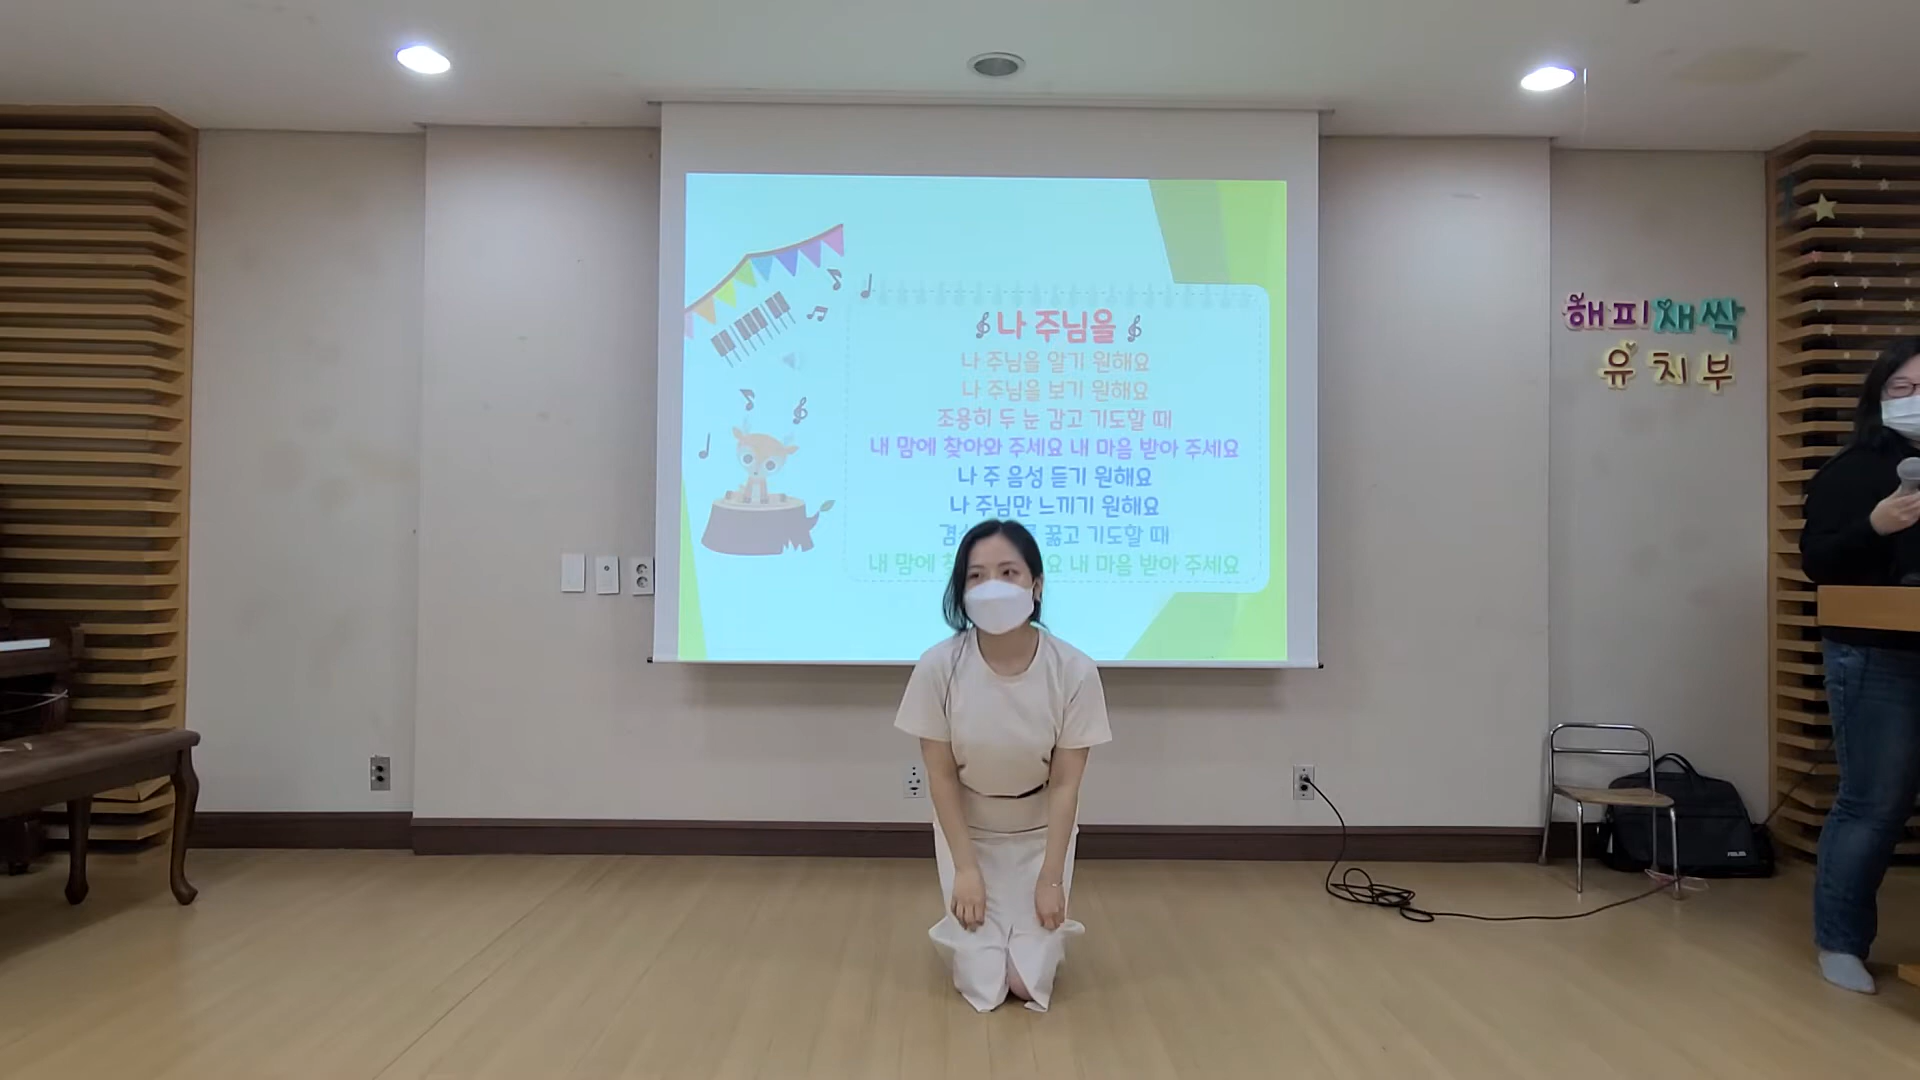 나 주님을
나 주님을 알기 원해요
나 주님을 보기 원해요
조용히 두 눈 감고 기도할 때
내 맘에 찾아와 주세요 내 마음 받아 주세요
나 주 음성 듣기 원해요
나 주님만 느끼기 원해요
꿇고 기도할 때
내 맘에 내 마음 받아 주세요
해피새싹
유치부
ASUS